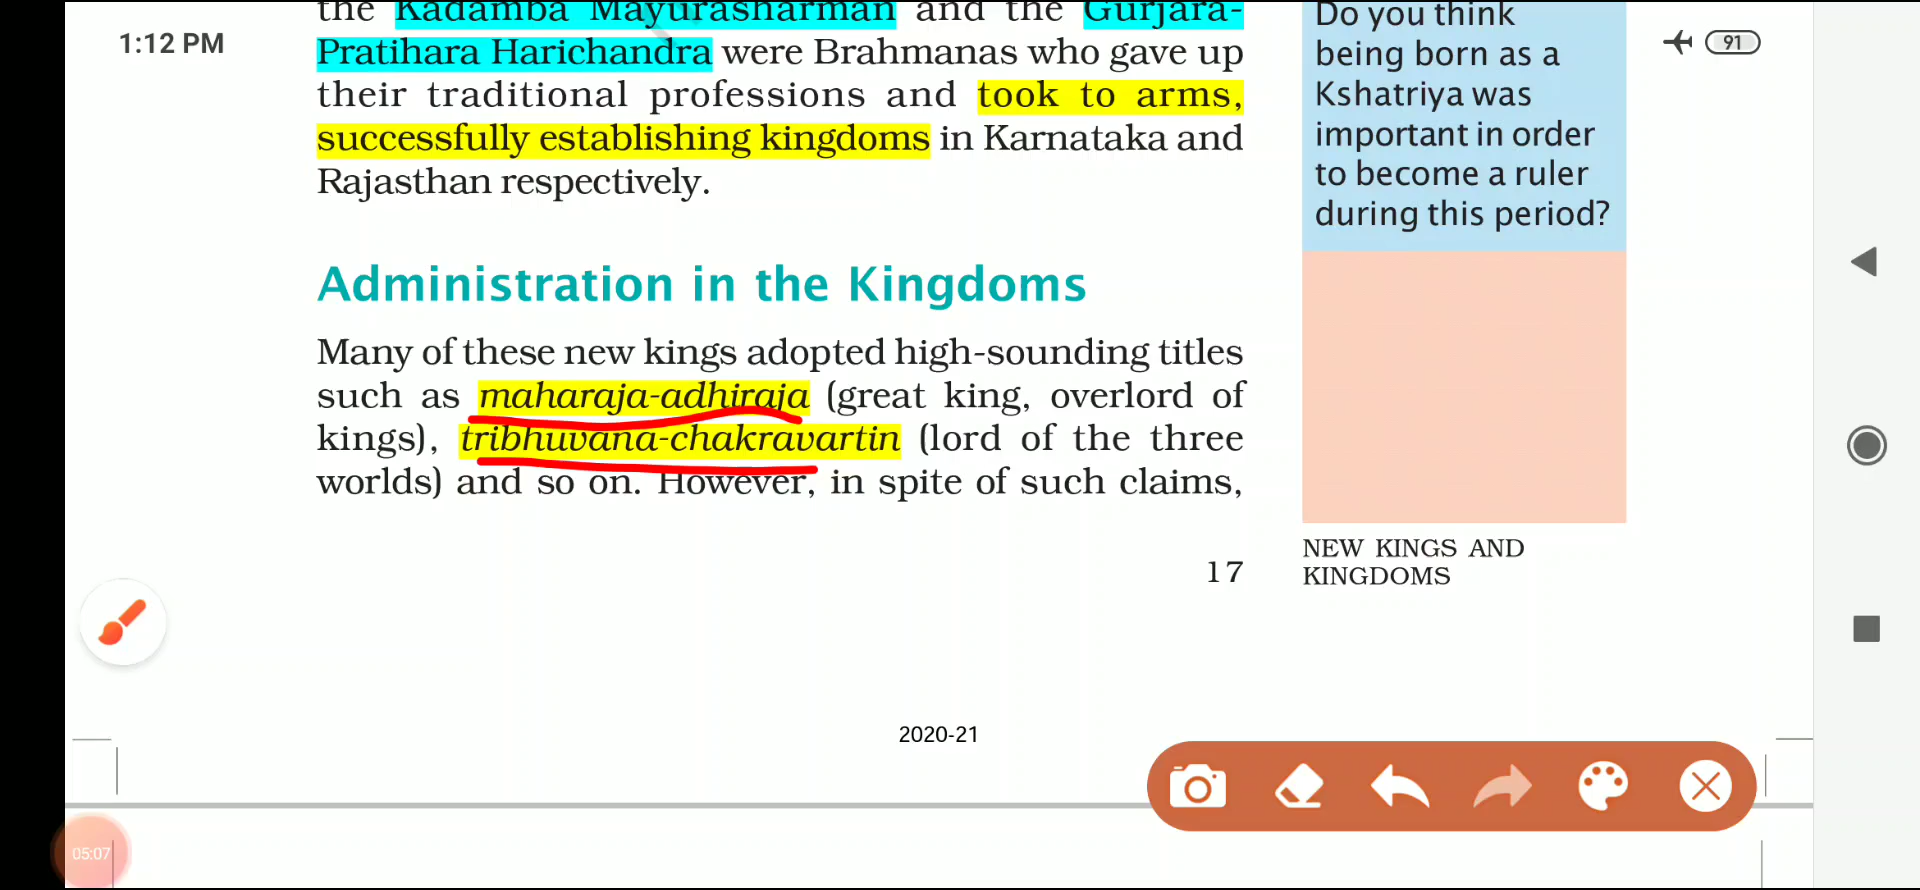 the Kadamba Mayurasharman and the Gurjara-
Pratihara Harichandra were Brahmanas who gave up
their traditional professions and took to arms,
successfully establishing kingdoms in Karnataka and
Rajasthan respectively.
Do you think
being born as a
Kshatriya was
important in order
to become a ruler
during this period?
1:12 PM
91
Administration in the Kingdoms
Many of these new kings adopted high-sounding titles
such as maharaja-adhiraja (great king, overlord of
kings), tribhuvana-chakravartin (lord of the three
worlds) and so on. However, in spite of such claims,
17
NEW KINGS AND
KINGDOMS
2020-21
05:07